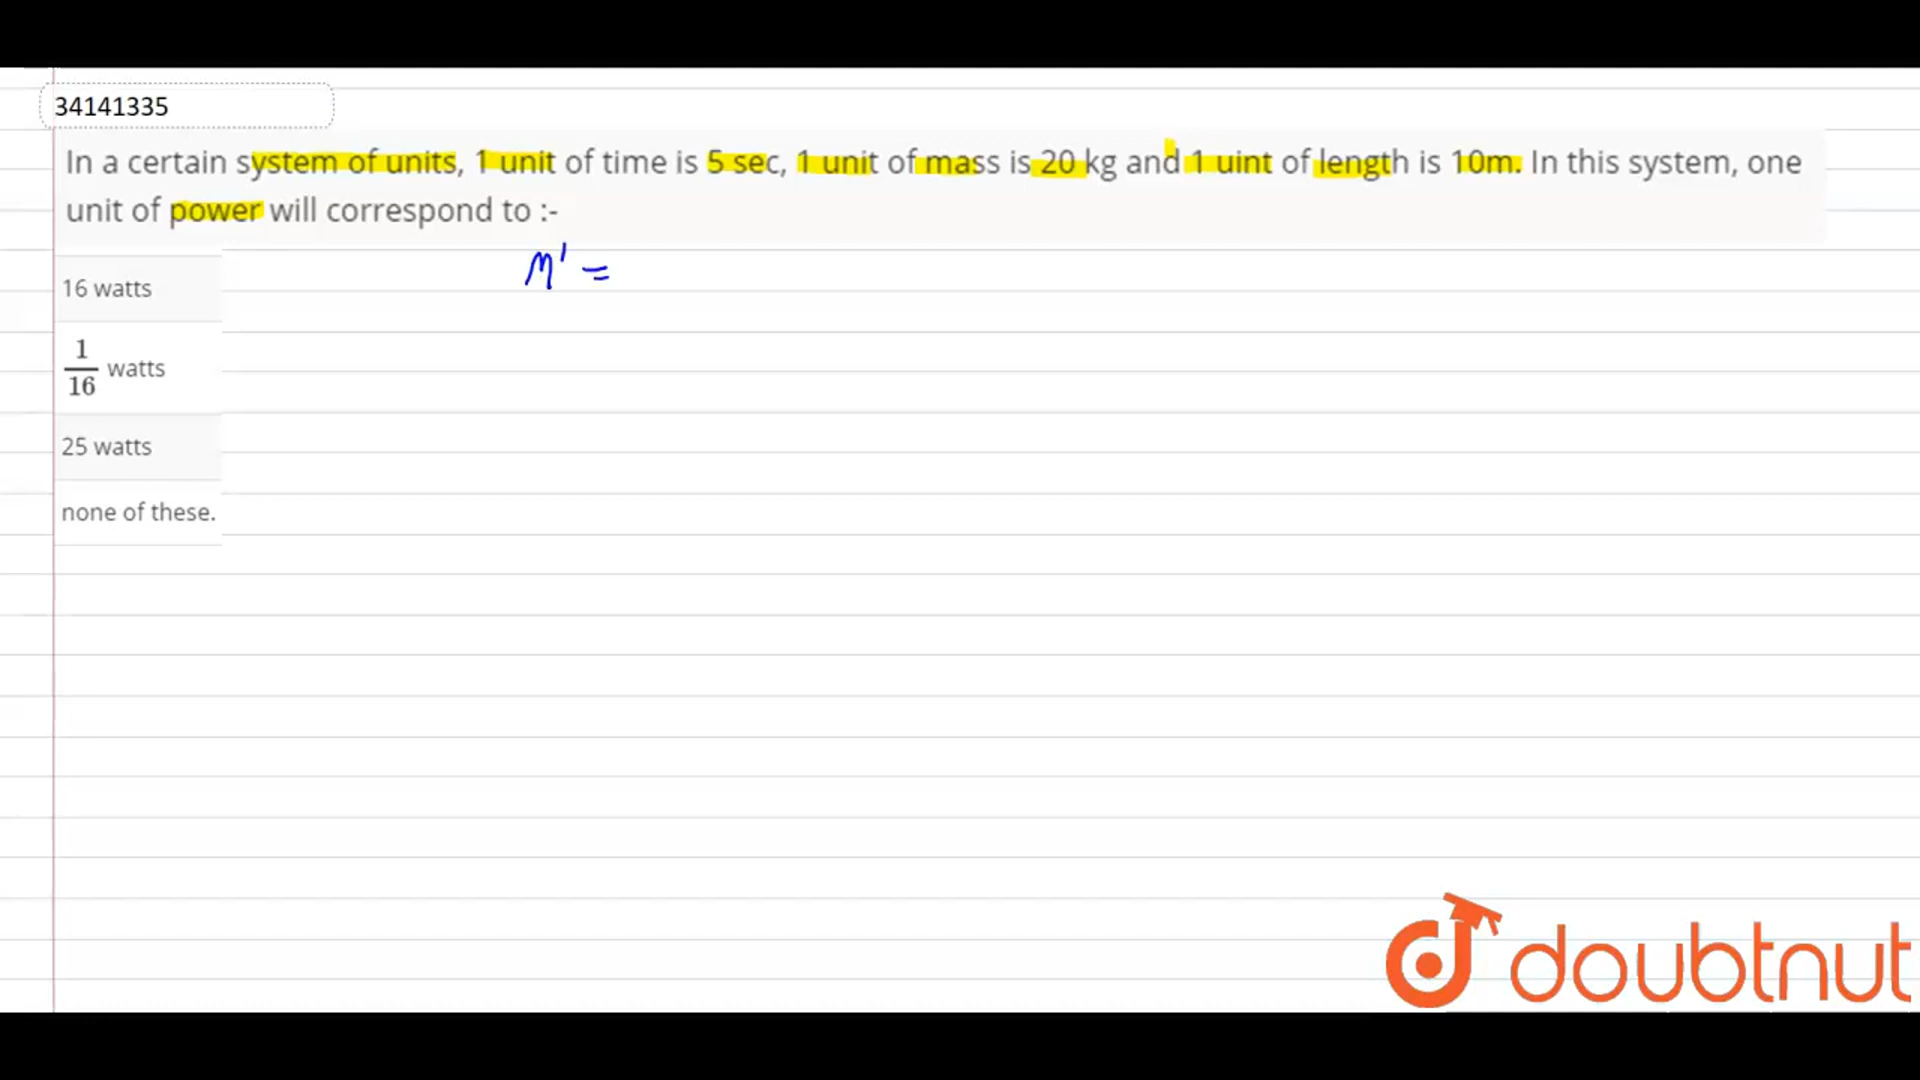 34141335
In a certain system of units, 1 unit of time is 5 sec, 1 unit of mass is 20 kg and 1 uint of length is 10m. In this system, one
unit of power will correspond to :-
M' =
16 watts
1/16 watts
25 watts
none of these.
doubtnut